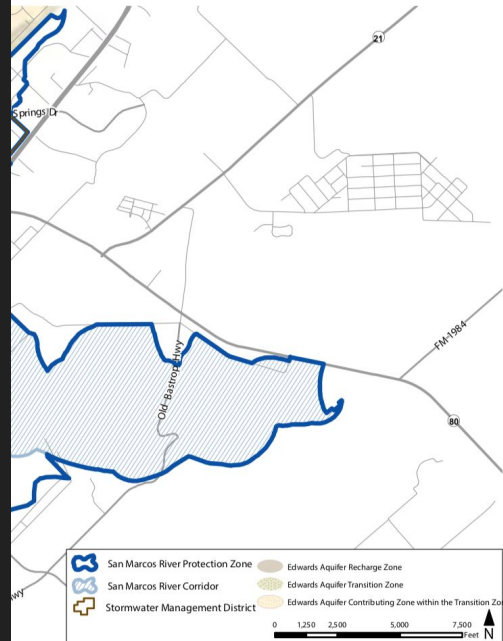 21
Springs Dr
FM-1984
Old Bastrop Hwy
80
wy
San Marcos River Protection Zone
San Marcos River Corridor
Stormwater Management District
Edwards Aquifer Recharge Zone
Edwards Aquifer Transition Zone
Edwards Aquifer Contributing Zone within the Transition Zo
0 1,250 2,500 5,000 7,500
Feet
N